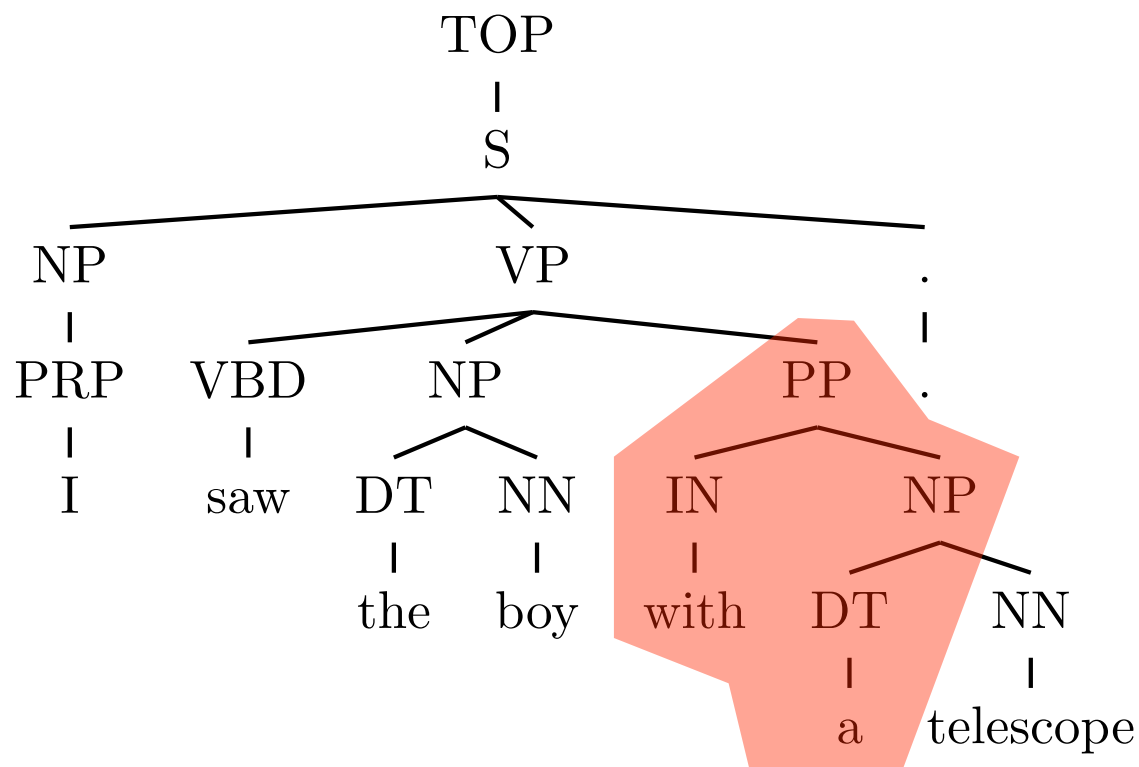 TOP
S
NP VP .
PRP VBD NP PP .
I saw DT NN IN NP
the boy with DT NN
a telescope